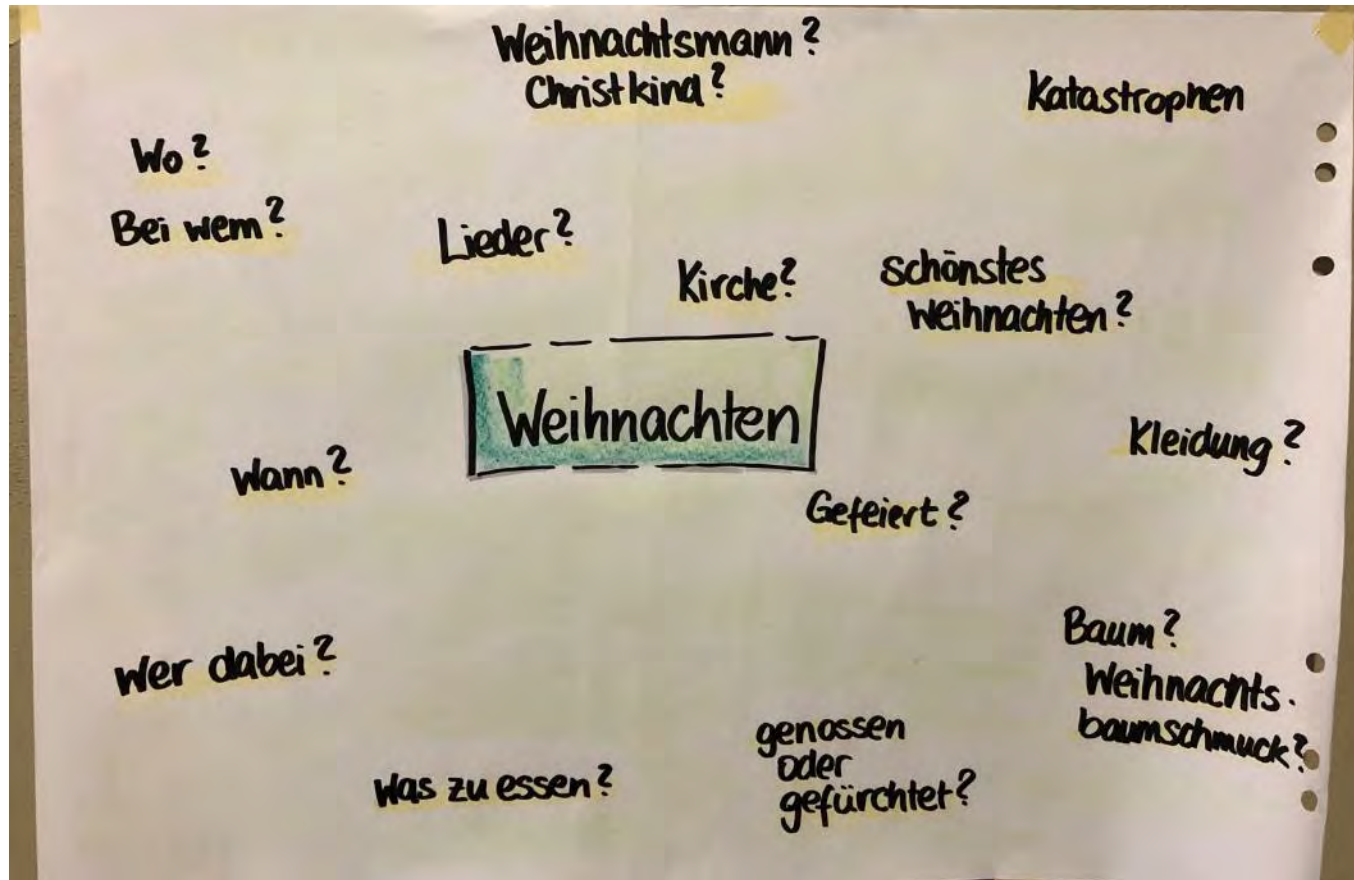 Weihnachtsmann?
Christkind?
Katastrophen
Wo?
Bei wem?
Lieder?
Kirche?
schönstes
Weihnachten?
Weihnachten
Kleidung?
Wann?
Gefeiert?
Baum?
Weihnachts-
baumschmuck?
Wer dabei?
genossen
oder
gefürchtet?
Was zu essen?